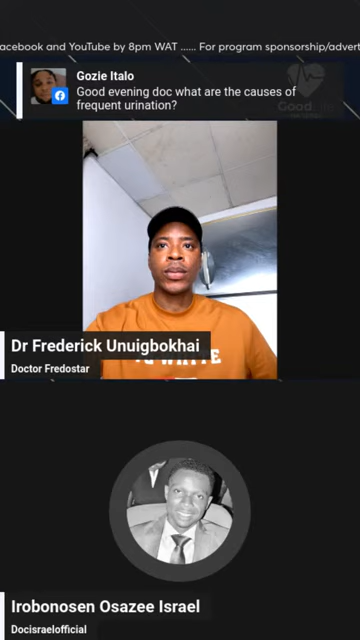 acebook and YouTube by 8pm WAT ...... For program sponsorship/advert
Gozie Italo
Good evening doc what are the causes of
frequent urination?
Good Life
Dr Frederick Unuigbokhai
Doctor Fredostar
Irobonosen Osazee Israel
Docisraelofficial